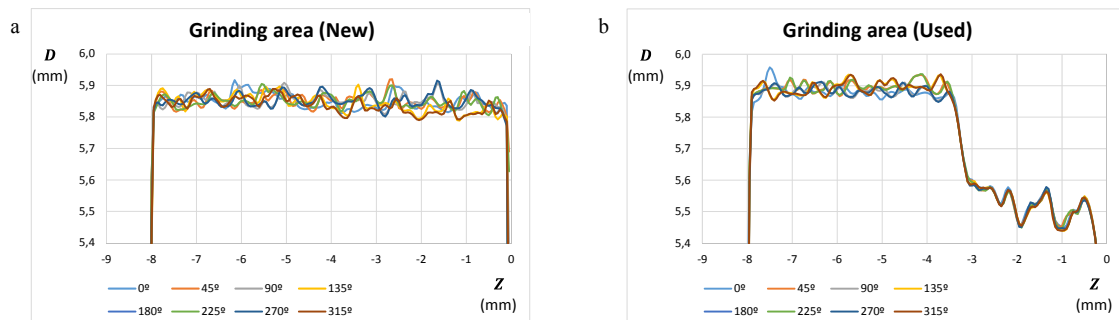 a
Grinding area (New)
D
(mm)
6,0
5,9
5,8
5,7
5,6
5,5
5,4
-9 -8 -7 -6 -5 -4 -3 -2 -1 0
Z
(mm)
0º 45º 90º 135º
180º 225º 270º 315º
b
Grinding area (Used)
D
(mm)
6,0
5,9
5,8
5,7
5,6
5,5
5,4
-9 -8 -7 -6 -5 -4 -3 -2 -1 0
Z
(mm)
0º 45º 90º 135º
180º 225º 270º 315º